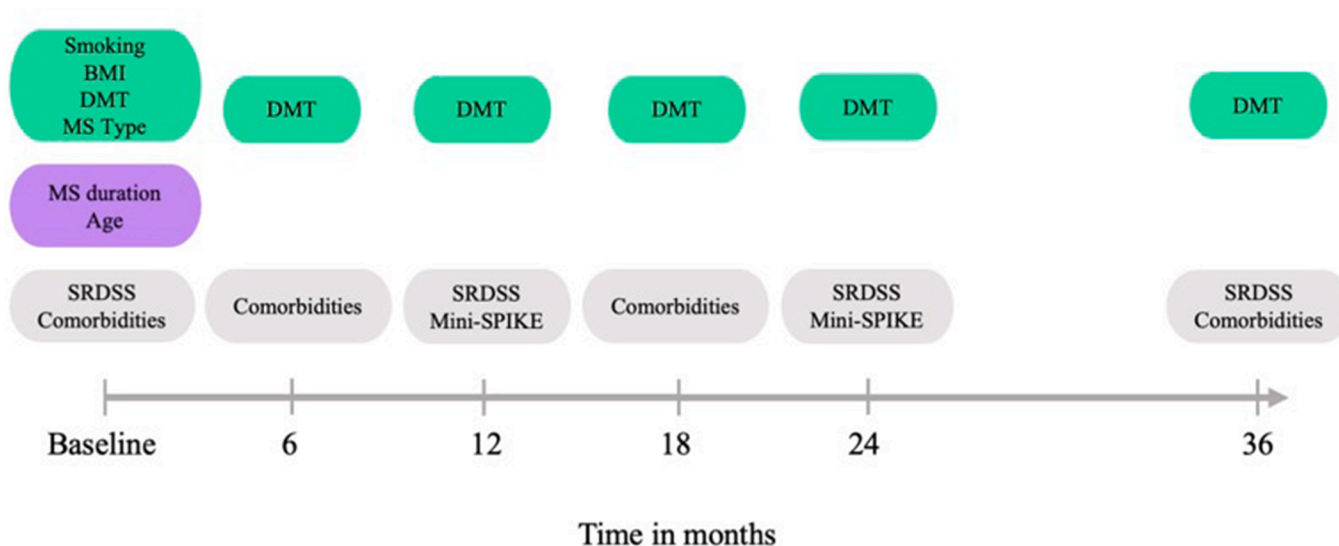 Smoking
BMI
DMT
MS Type
DMT
DMT
DMT
DMT
DMT
MS duration
Age
SRDSS
Comorbidities
Comorbidities
SRDSS
Mini-SPIKE
Comorbidities
SRDSS
Mini-SPIKE
SRDSS
Comorbidities
Baseline
6
12
18
24
36
Time in months